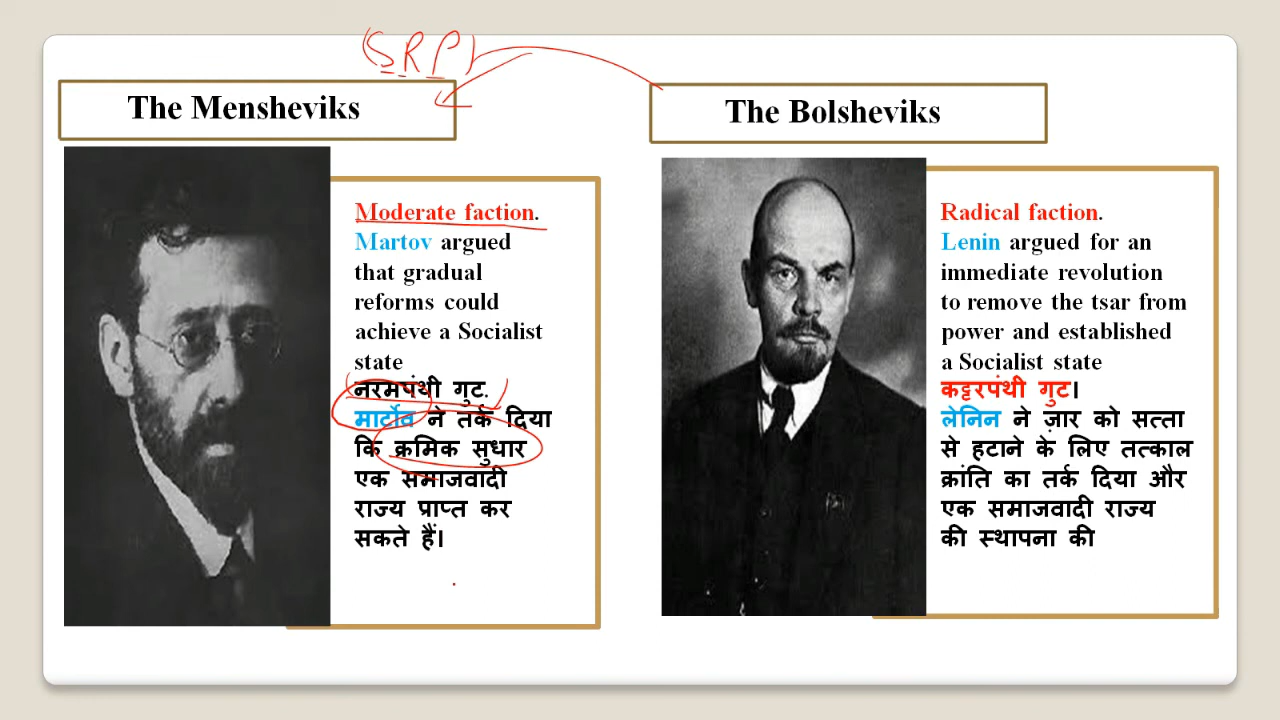 (SRP)
The Mensheviks
Moderate faction.
Martov argued
that gradual
reforms could
achieve a Socialist
state
नरमपंथी गुट.
मार्टोव ने तर्क दिया
कि क्रमिक सुधार
एक समाजवादी
राज्य प्राप्त कर
सकते हैं।
The Bolsheviks
Radical faction.
Lenin argued for an
immediate revolution
to remove the tsar from
power and established
a Socialist state
कट्टरपंथी गुट।
लेनिन ने ज़ार को सत्ता
से हटाने के लिए तत्काल
क्रांति का तर्क दिया और
एक समाजवादी राज्य
की स्थापना की